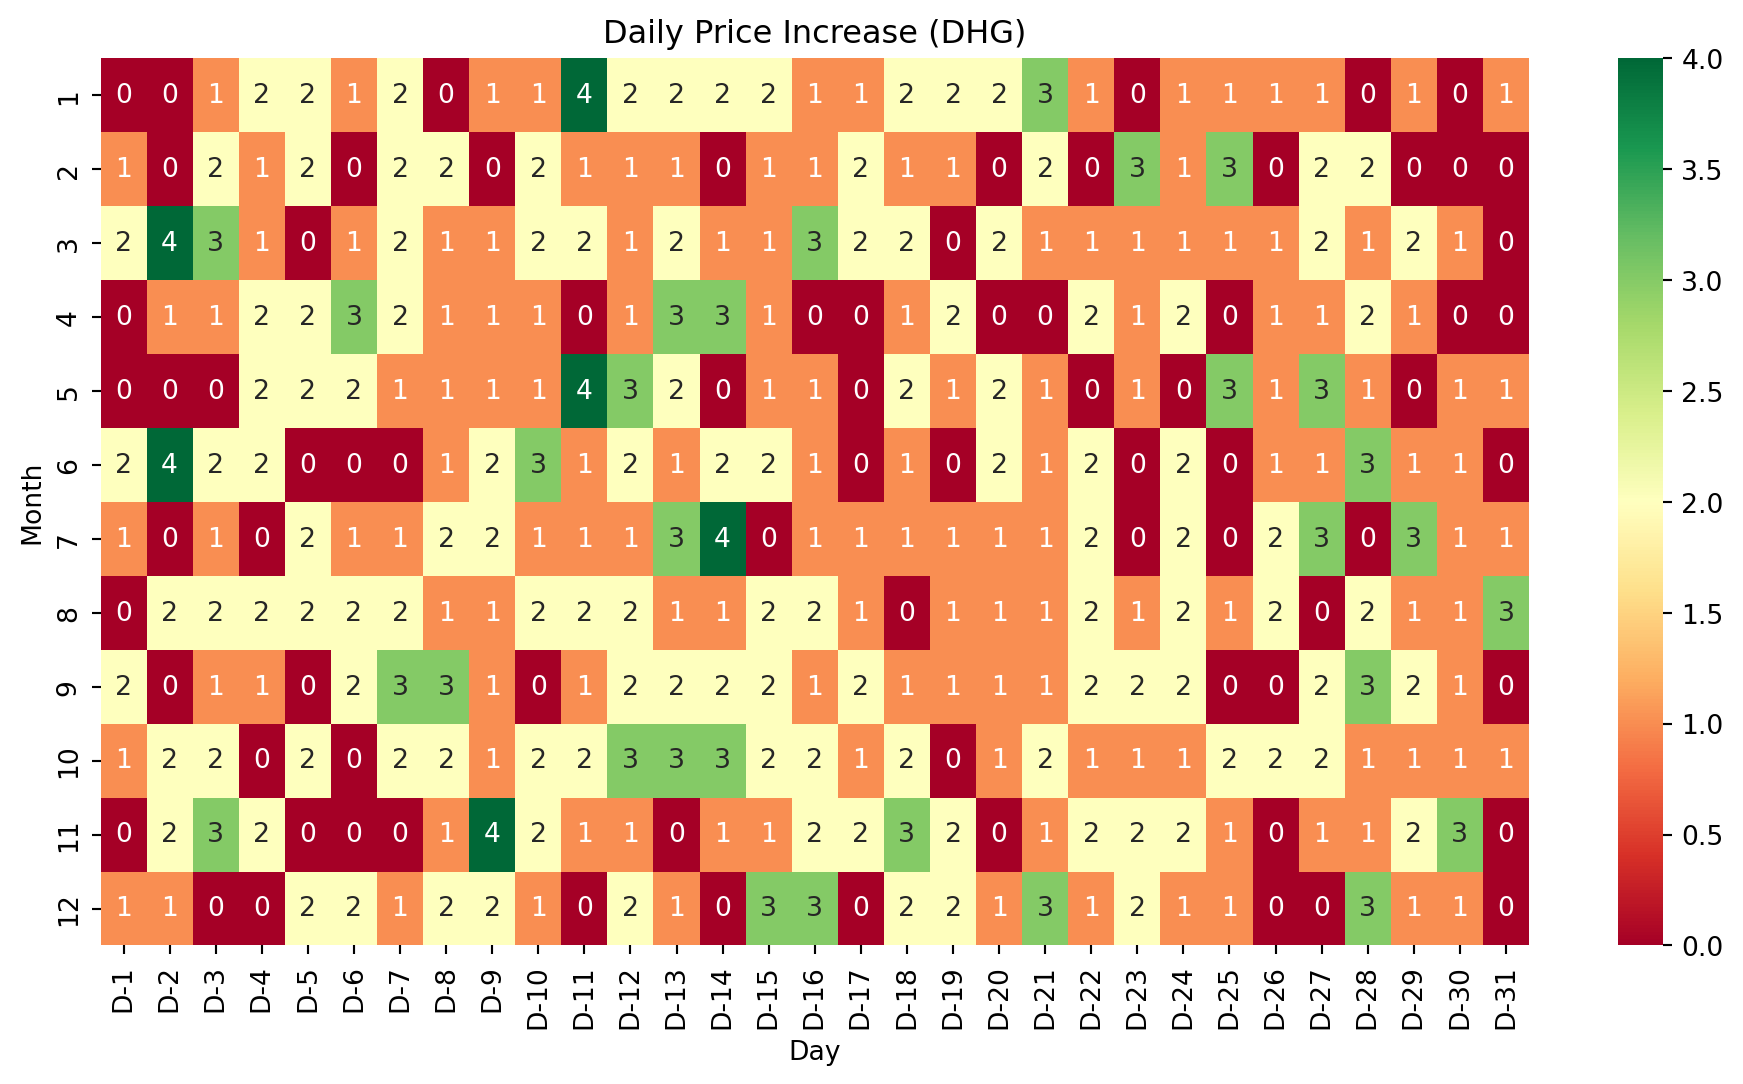 Daily Price Increase (DHG)
Month
1 0 0 1 2 2 1 2 0 1 1 4 2 2 2 2 1 1 2 2 2 3 1 0 1 1 1 1 0 1 0 1
2 1 0 2 1 2 0 2 2 0 2 1 1 1 0 1 1 2 1 1 0 2 0 3 1 3 0 2 2 0 0 0
3 2 4 3 1 0 1 2 1 1 2 2 1 2 1 1 3 2 2 0 2 1 1 1 1 1 1 2 1 2 1 0
4 0 1 1 2 2 3 2 1 1 1 0 1 3 3 1 0 0 1 2 0 0 2 1 2 0 1 1 2 1 0 0
5 0 0 0 2 2 2 1 1 1 1 4 3 2 0 1 1 0 2 1 2 1 0 1 0 3 1 3 1 0 1 1
6 2 4 2 2 0 0 0 1 2 3 1 2 1 2 2 1 0 1 0 2 1 2 0 2 0 1 1 3 1 1 0
7 1 0 1 0 2 1 1 2 2 1 1 1 3 4 0 1 1 1 1 1 1 2 0 2 0 2 3 0 3 1 1
8 0 2 2 2 2 2 2 1 1 2 2 2 1 1 2 2 1 0 1 1 1 2 1 2 1 2 0 2 1 1 3
9 2 0 1 1 0 2 3 3 1 0 1 2 2 2 2 1 2 1 1 1 1 2 2 2 0 0 2 3 2 1 0
10 1 2 2 0 2 0 2 2 1 2 2 3 3 3 2 2 1 2 0 1 2 1 1 1 2 2 2 1 1 1 1
11 0 2 3 2 0 0 0 1 4 2 1 1 0 1 1 2 2 3 2 0 1 2 2 2 1 0 1 1 2 3 0
12 1 1 0 0 2 2 1 2 2 1 0 2 1 0 3 3 0 2 2 1 3 1 2 1 1 0 0 3 1 1 0
D-1 D-2 D-3 D-4 D-5 D-6 D-7 D-8 D-9 D-10 D-11 D-12 D-13 D-14 D-15 D-16 D-17 D-18 D-19 D-20 D-21 D-22 D-23 D-24 D-25 D-26 D-27 D-28 D-29 D-30 D-31
Day
4.0
3.5
3.0
2.5
2.0
1.5
1.0
0.5
0.0